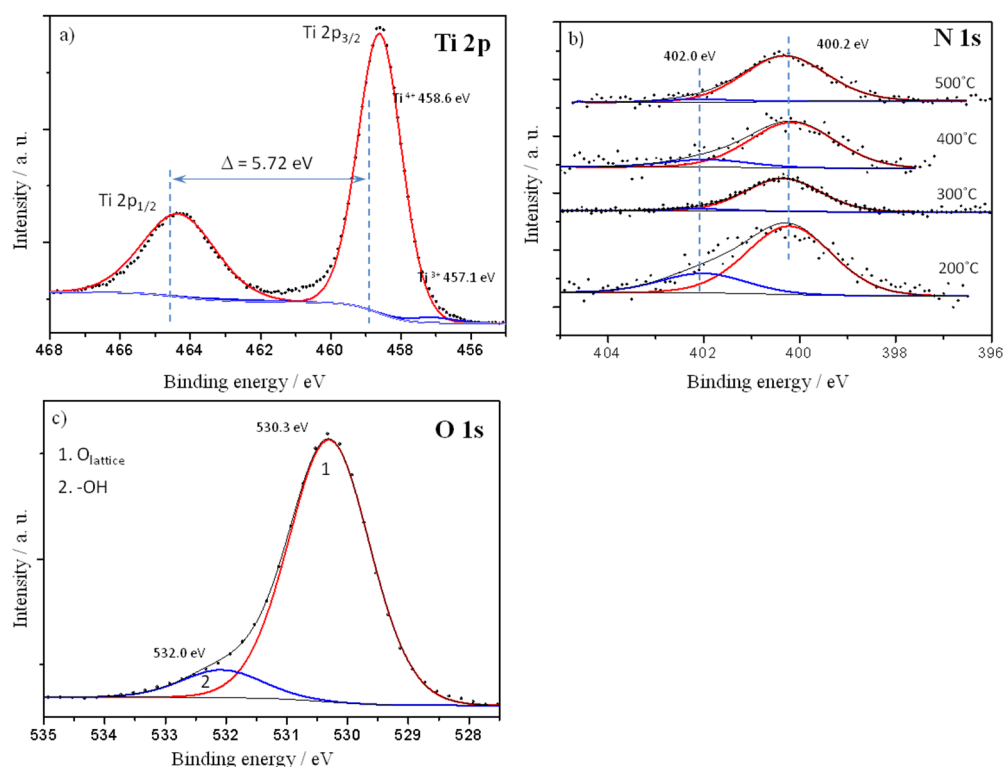 a)
Ti 2p3/2
Ti 2p
Ti4+ 458.6 eV
Δ = 5.72 eV
Ti 2p1/2
Ti3+ 457.1 eV
Intensity / a. u.
468 466 464 462 460 458 456
Binding energy / eV
b)
N 1s
402.0 eV
400.2 eV
500°C
400°C
300°C
200°C
Intensity / a. u.
404 402 400 398 396
Binding energy / eV
c)
O 1s
530.3 eV
1
1. Olattice
2. -OH
532.0 eV
2
Intensity / a. u.
535 534 533 532 531 530 529 528
Binding energy / eV